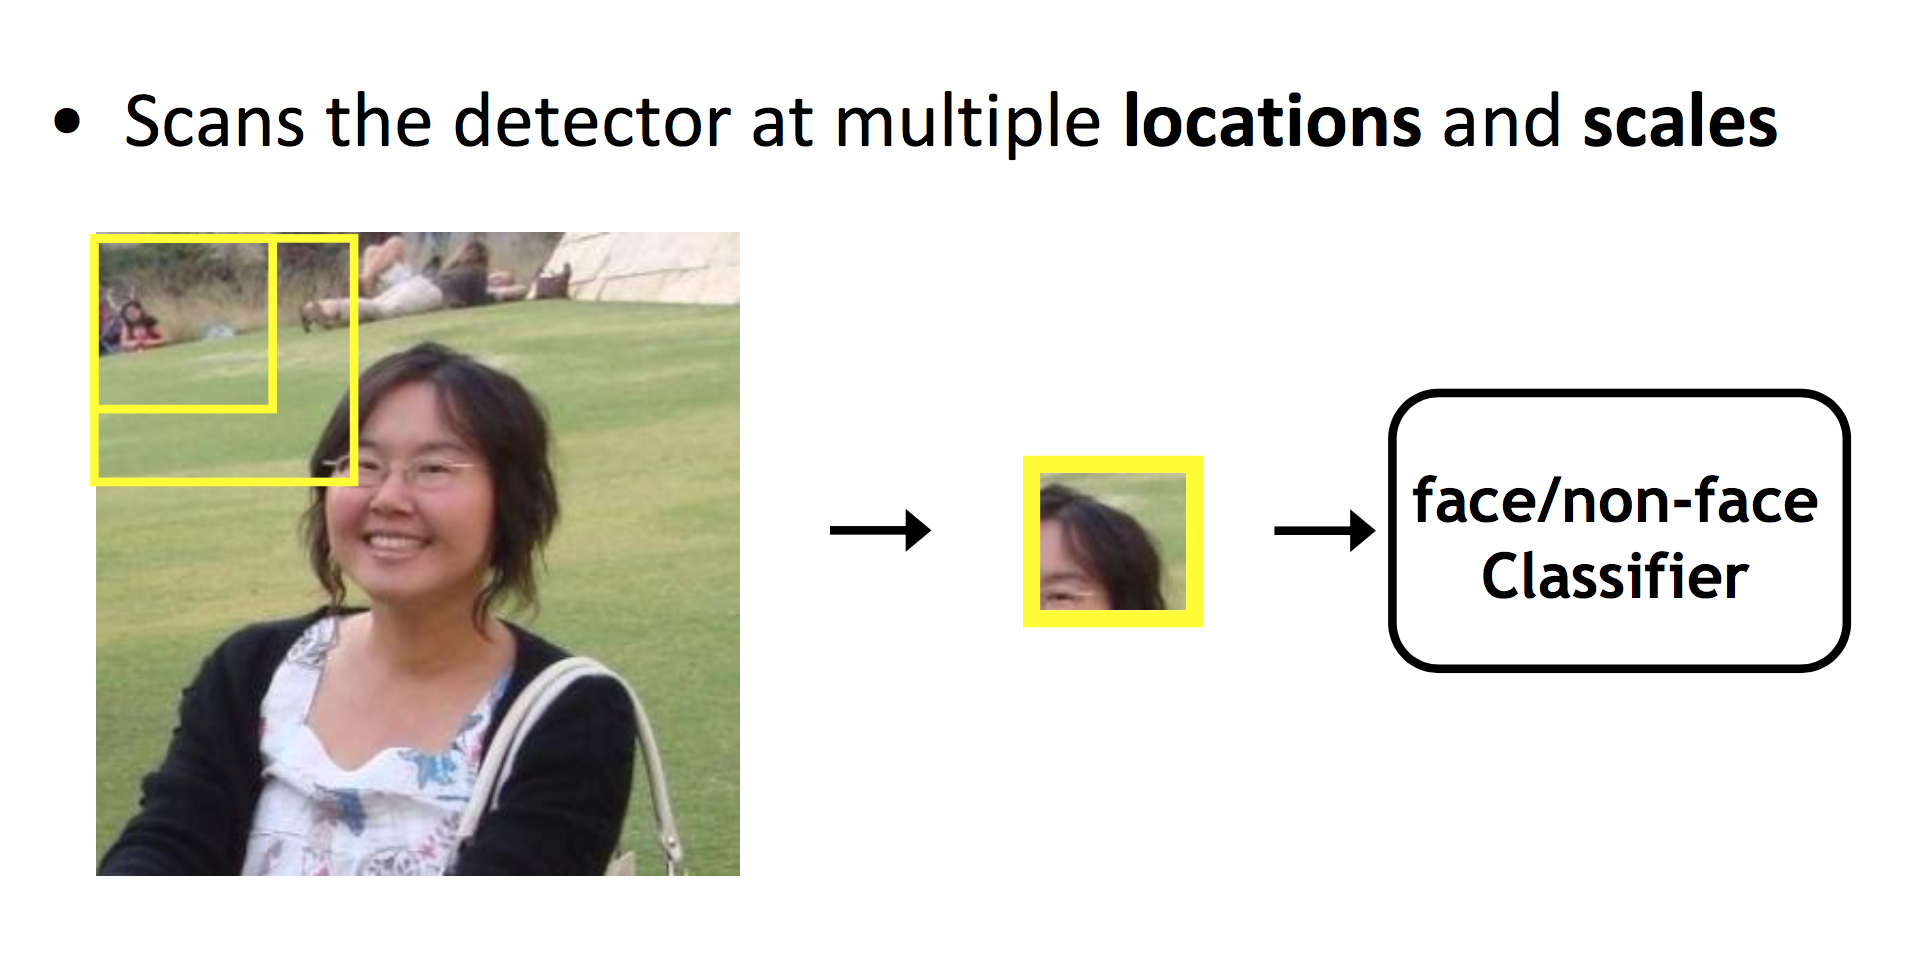 • Scans the detector at multiple locations and scales
face/non-face
Classifier